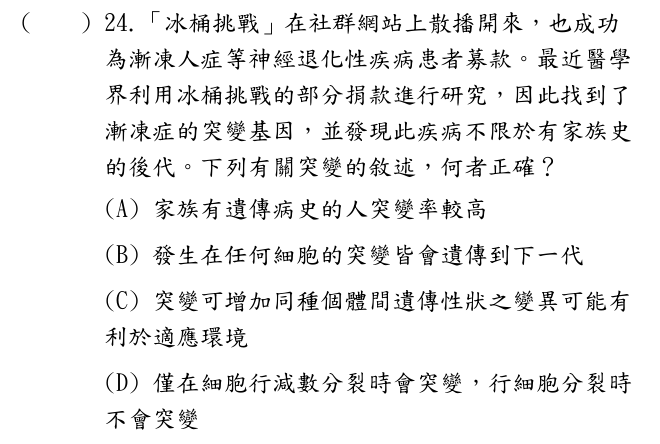 (　　) 24.「冰桶挑戰」在社群網站上散播開來，也成功
為漸凍人症等神經退化性疾病患者募款。最近醫學
界利用冰桶挑戰的部分捐款進行研究，因此找到了
漸凍症的突變基因，並發現此疾病不限於有家族史
的後代。下列有關突變的敘述，何者正確？
(A) 家族有遺傳病史的人突變率較高
(B) 發生在任何細胞的突變皆會遺傳到下一代
(C) 突變可增加同種個體間遺傳性狀之變異可能有
利於適應環境
(D) 僅在細胞行減數分裂時會突變，行細胞分裂時
不會突變